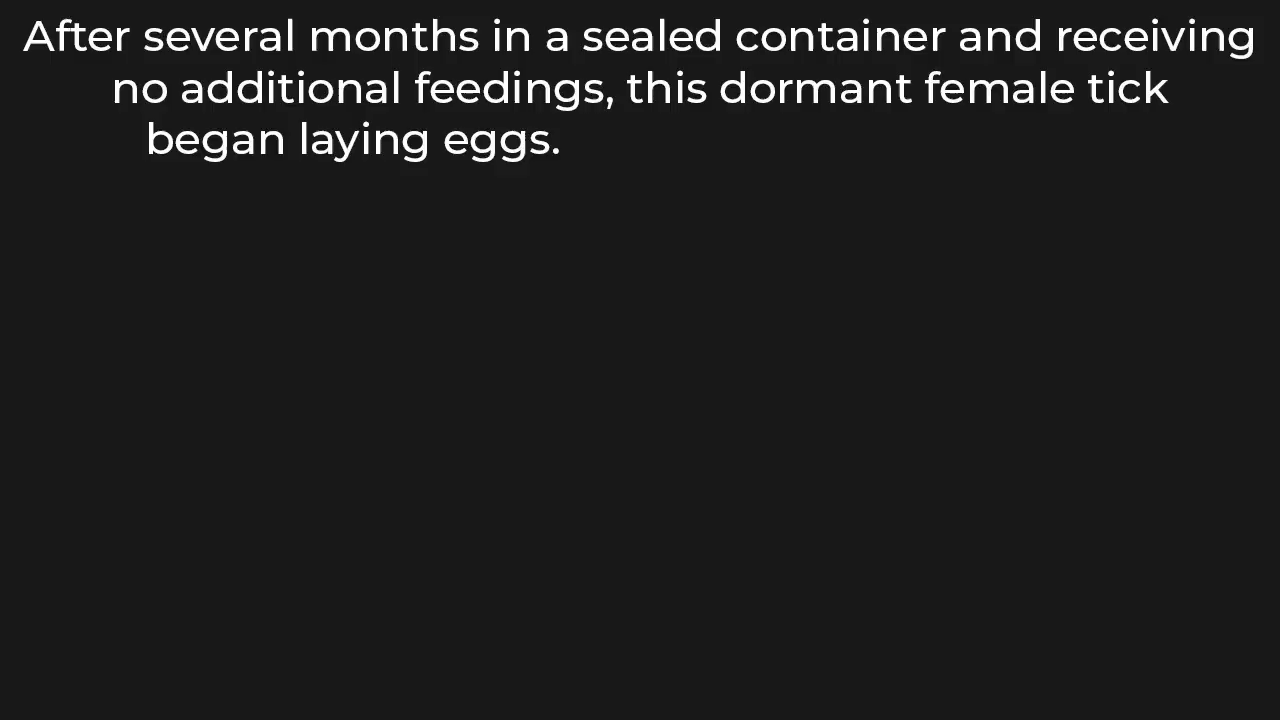 After several months in a sealed container and receiving
no additional feedings, this dormant female tick
began laying eggs.